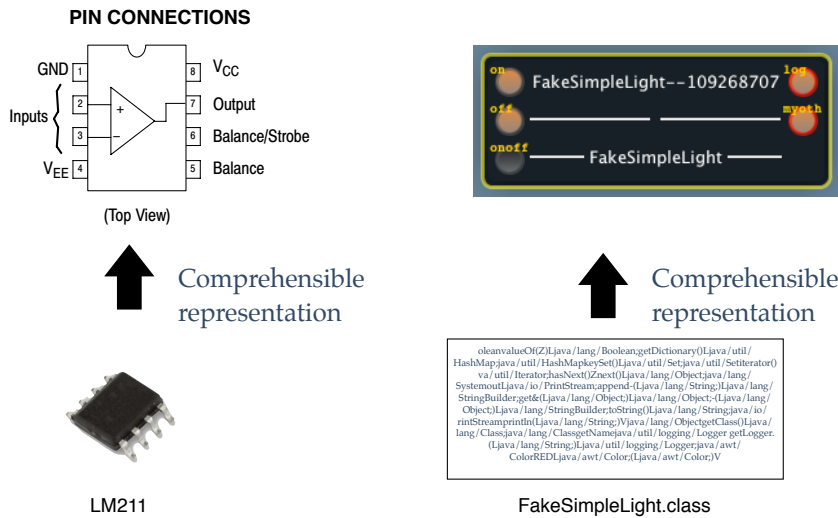 PIN CONNECTIONS
GND 1
8 VCC
Inputs
2
+
7 Output
3
–
6 Balance/Strobe
VEE 4
5 Balance
(Top View)
Comprehensible
representation
LM211
on
FakeSimpleLight--109268707
log
off
myoth
onoff
FakeSimpleLight
Comprehensible
representation
oleanvalueOf(Z)Ljava/lang/Boolean;getDictionary()Ljava/util/
HashMap;java/util/HashMapkeySet()Ljava/util/Set;java/util/Setiterator()
va/util/Iterator;hasNext()Znext()Ljava/lang/Object;java/lang/
SystemoutLjava/io/PrintStream;append-(Ljava/lang/String;)Ljava/lang/
StringBuilder;get&(Ljava/lang/Object;)Ljava/lang/Object;-(Ljava/lang/
Object;)Ljava/lang/StringBuilder;toString()Ljava/lang/String;java/io/
rintStreamprintln(Ljava/lang/String;)Vjava/lang/ObjectgetClass()Ljava/
lang/Class;java/lang/ClassgetNamejava/util/logging/Logger getLogger.
(Ljava/lang/String;)Ljava/util/logging/Logger;java/awt/
ColorREDLjava/awt/Color;(Ljava/awt/Color;)V
FakeSimpleLight.class